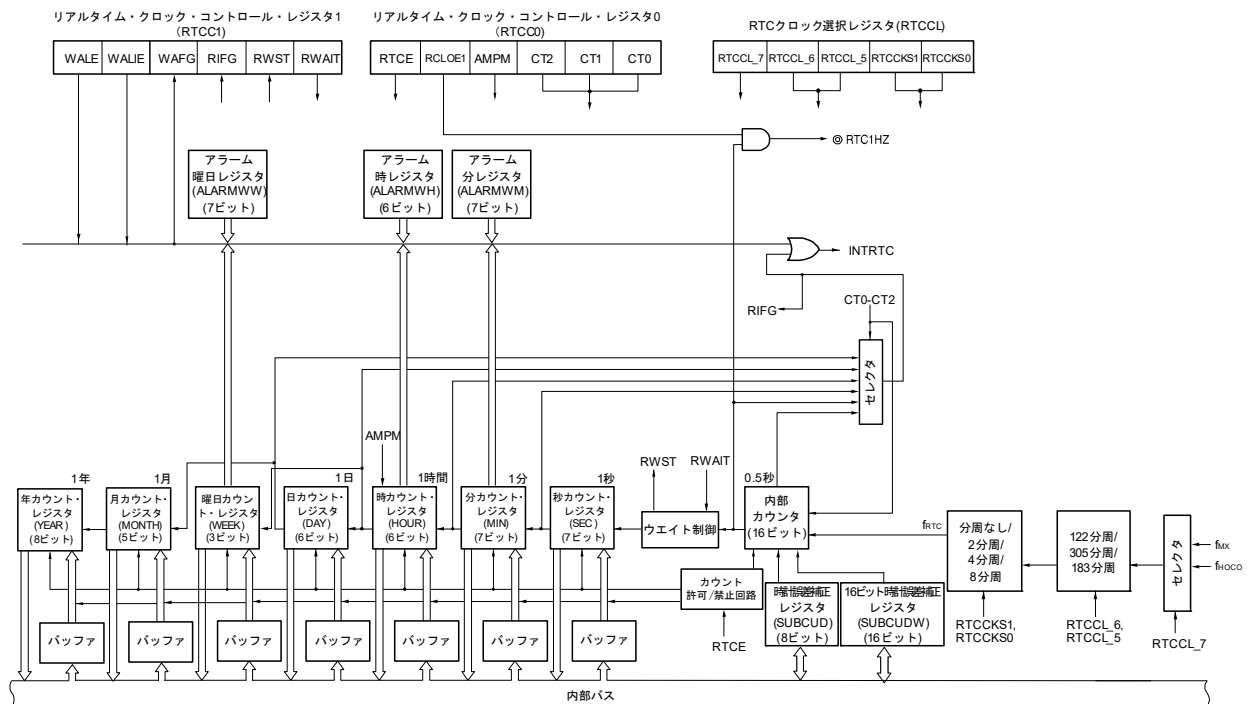 リアルタイム・クロック・コントロール・レジスタ1
(RTCC1)
WALE WALIE WAFG RIFG RWST RWAIT
リアルタイム・クロック・コントロール・レジスタ0
(RTCC0)
RTCE RCLOE1 AMPM CT2 CT1 CT0
RTCクロック選択レジスタ(RTCCL)
RTCCL_7 RTCCL_6 RTCCL_5 RTCCKS1 RTCCKS0
◎ RTC1HZ
アラーム
曜日レジスタ
(ALARMWW)
(7ビット)
アラーム
時レジスタ
(ALARMWH)
(6ビット)
アラーム
分レジスタ
(ALARMWM)
(7ビット)
INTRTC
RIFG
CT0-CT2
セレクタ
AMPM
RWST
RWAIT
1年
年カウント・
レジスタ
(YEAR)
(8ビット)
1月
月カウント・
レジスタ
(MONTH)
(5ビット)
曜日カウン
ト・レジスタ
(WEEK)
(3ビット)
1日
日カウント・
レジスタ
(DAY)
(6ビット)
1時間
時カウント・
レジスタ
(HOUR)
(6ビット)
1分
分カウント・
レジスタ
(MIN)
(7ビット)
1秒
秒カウント・
レジスタ
(SEC)
(7ビット)
ウエイト制御
0.5秒
内部
カウンタ
(16ビット)
fRTC
分周なし/
2分周/
4分周/
8分周
122分周/
305分周/
183分周
セレクタ
fMX
fHOCO
カウント
許可/禁止回路
RTCE
時計誤差補正
レジスタ
(SUBCUD)
(8ビット)
16ビット時計誤差補正
レジスタ
(SUBCUDW)
(16ビット)
RTCCKS1,
RTCCKS0
RTCCL_6,
RTCCL_5
RTCCL_7
バッファ バッファ バッファ バッファ バッファ バッファ バッファ
内部バス